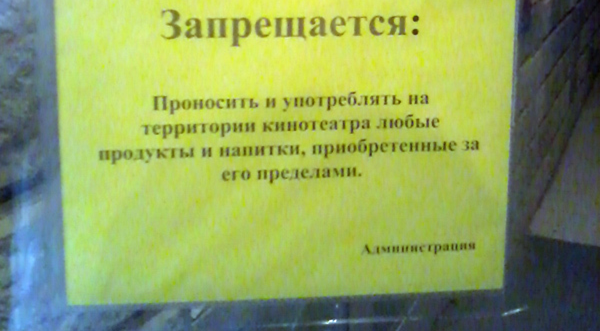 Запрещается:
Проносить и употреблять на
территории кинотеатра любые
продукты и напитки, приобретенные за
его пределами.
Администрация